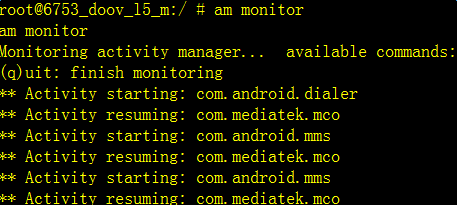 root@6753_doov_l5_m:/ # am monitor
am monitor
Monitoring activity manager...  available commands:
(q)uit: finish monitoring
** Activity starting: com.android.dialer
** Activity resuming: com.mediatek.mco
** Activity starting: com.android.mms
** Activity resuming: com.mediatek.mco
** Activity starting: com.android.mms
** Activity resuming: com.mediatek.mco